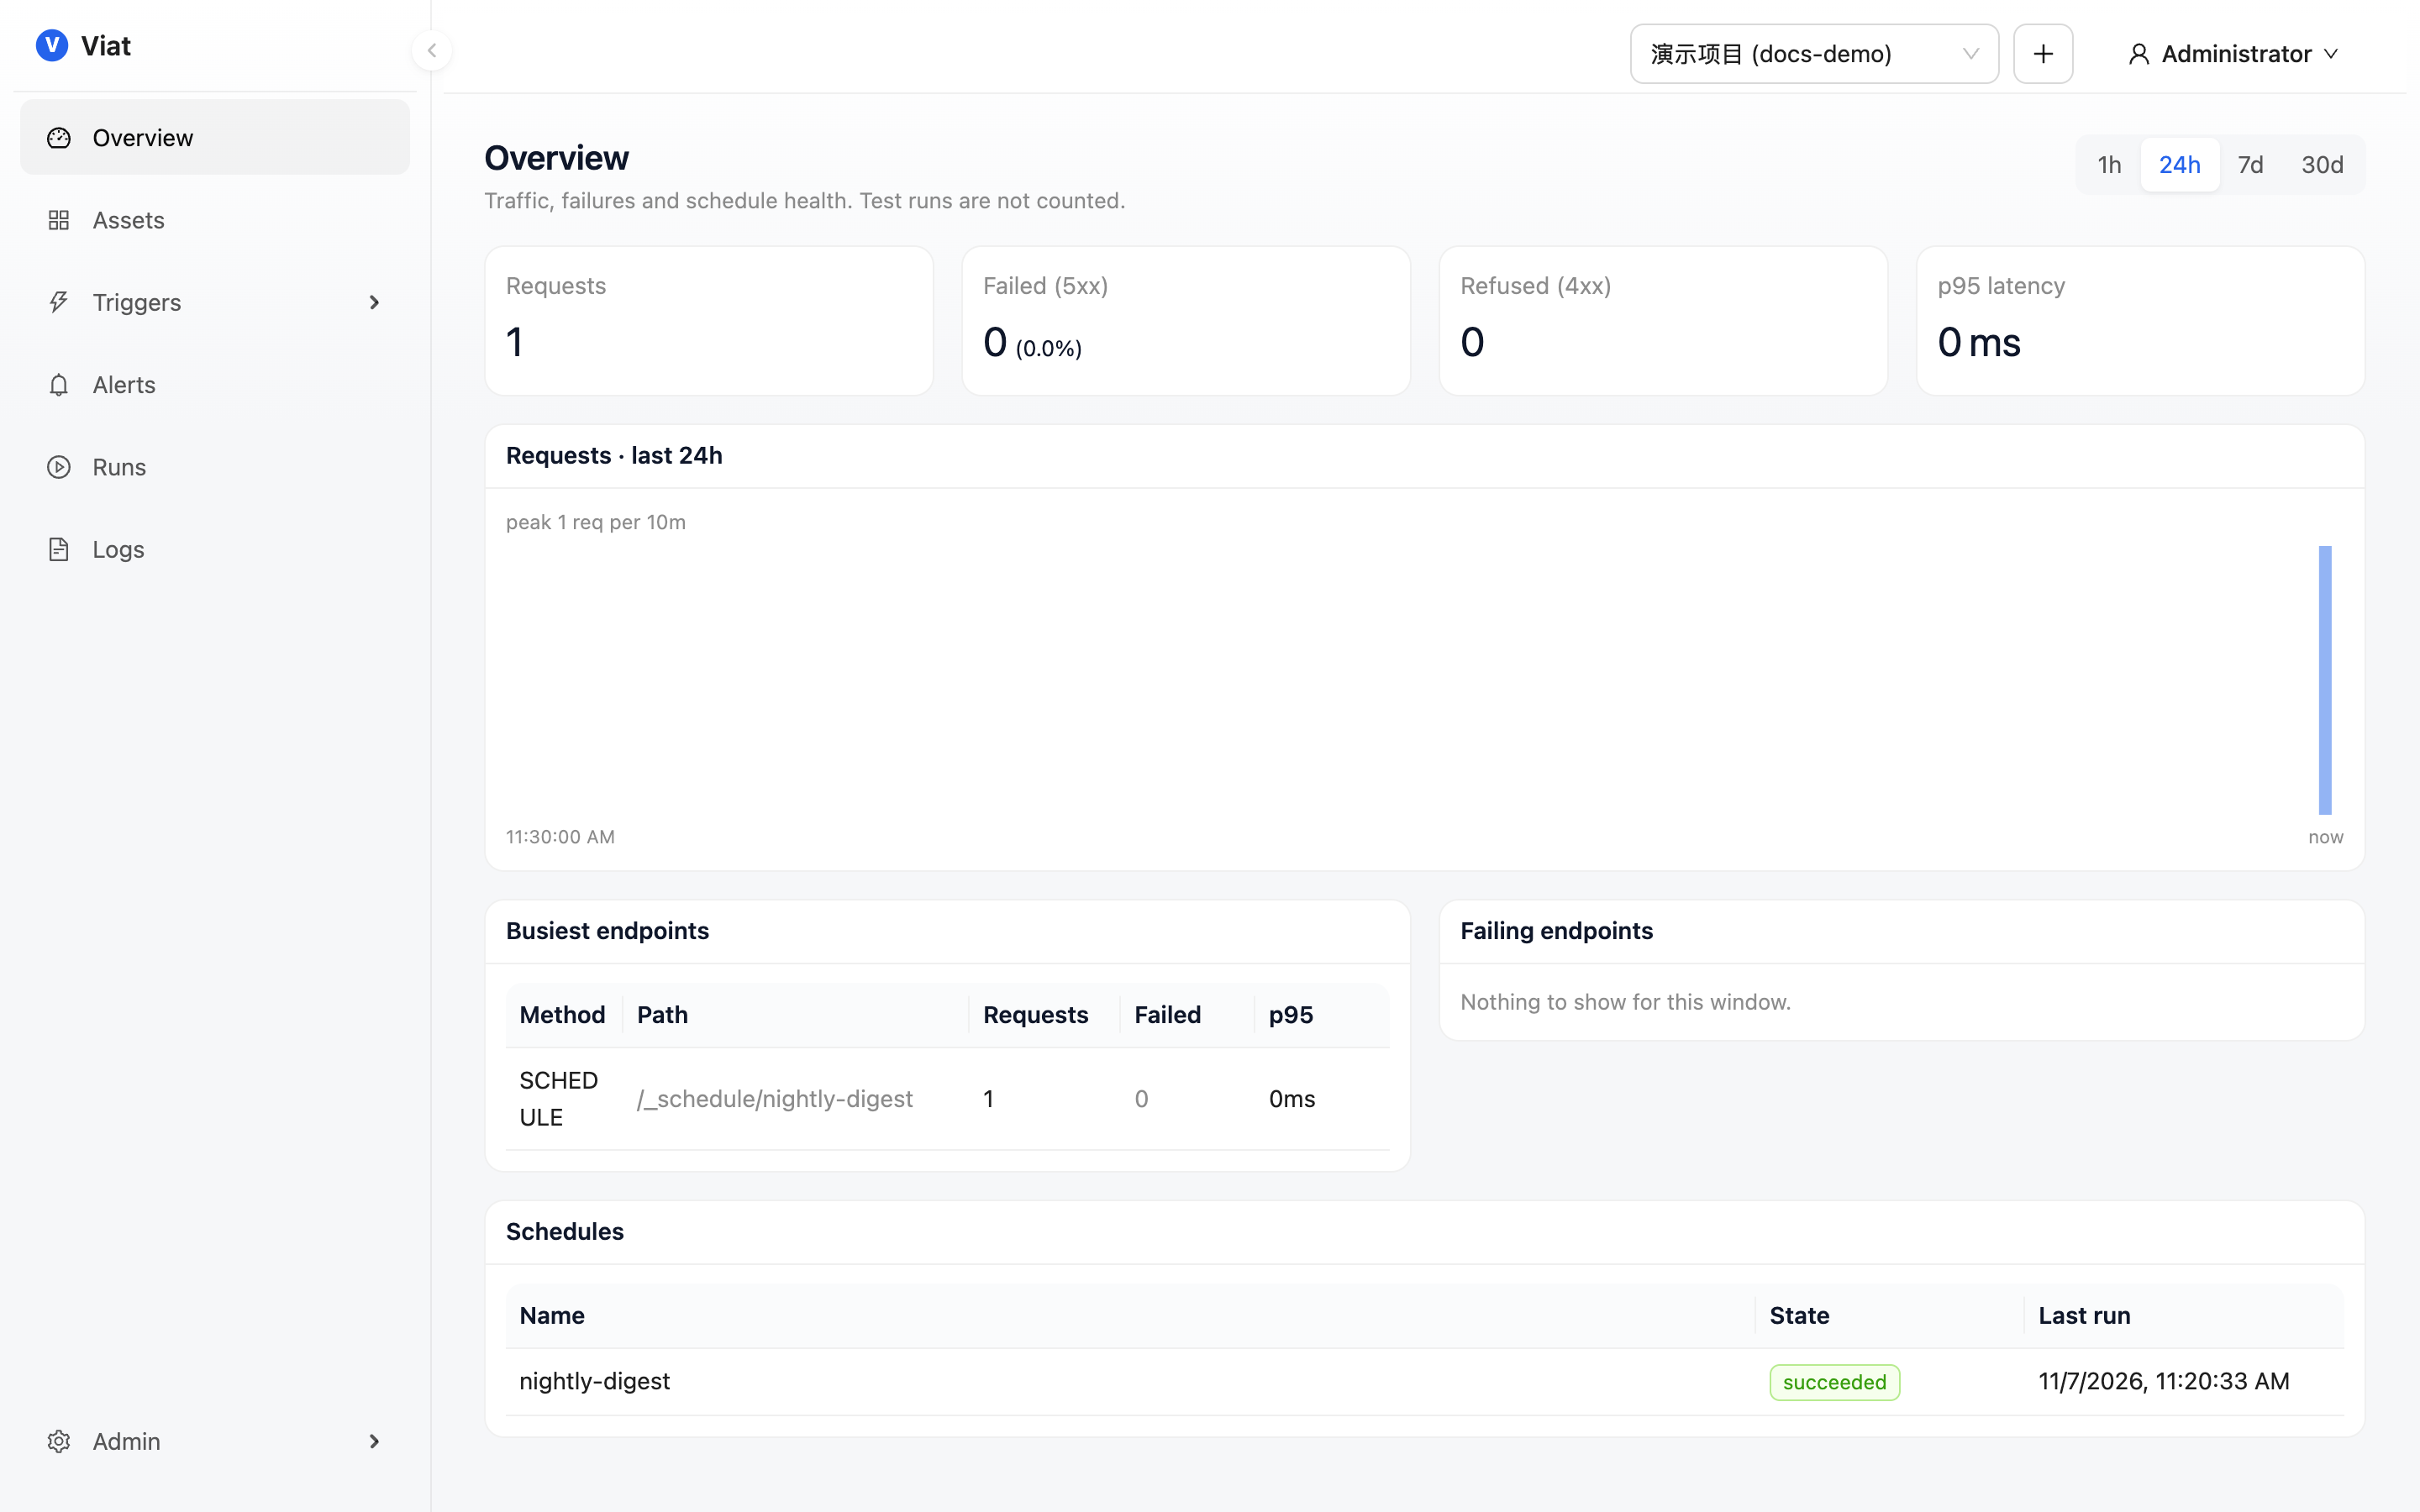 V Viat
演示项目 (docs-demo)
Administrator
Overview
Assets
Triggers
Alerts
Runs
Logs
Admin
Overview
Traffic, failures and schedule health. Test runs are not counted.
1h 24h 7d 30d
Requests
1
Failed (5xx)
0 (0.0%)
Refused (4xx)
0
p95 latency
0 ms
Requests · last 24h
peak 1 req per 10m
11:30:00 AM now
Busiest endpoints
Method Path Requests Failed p95
SCHED
ULE
/_schedule/nightly-digest 1 0 0ms
Failing endpoints
Nothing to show for this window.
Schedules
Name State Last run
nightly-digest succeeded 11/7/2026, 11:20:33 AM